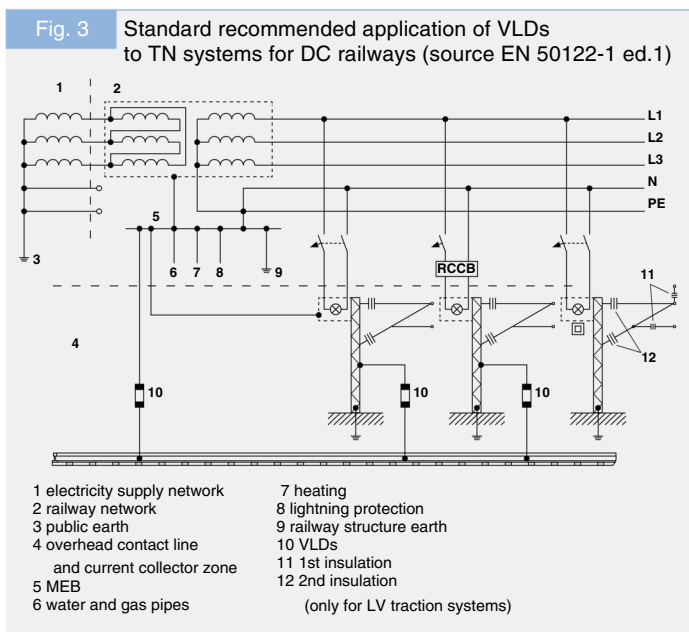 Fig. 3
Standard recommended application of VLDs
to TN systems for DC railways (source EN 50122-1 ed.1)
1 2
L1
L2
L3
N
PE
5
3
6 7 8 9
RCCB
11
4
12
10 10 10
1 electricity supply network
2 railway network
3 public earth
4 overhead contact line
and current collector zone
5 MEB
6 water and gas pipes
7 heating
8 lightning protection
9 railway structure earth
10 VLDs
11 1st insulation
12 2nd insulation
(only for LV traction systems)